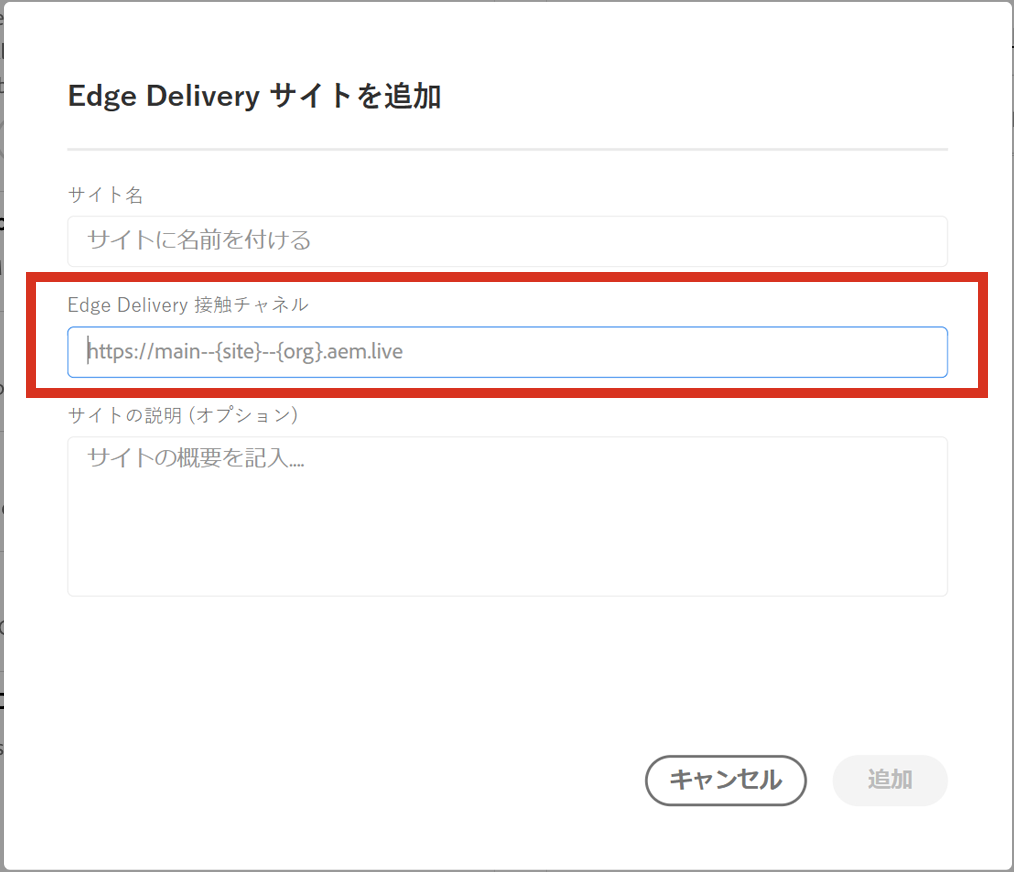 Edge Delivery サイトを追加
サイト名
サイトに名前を付ける
Edge Delivery 接触チャネル
https://main--{site}--{org}.aem.live
サイトの説明 (オプション)
サイトの概要を記入....
キャンセル
追加